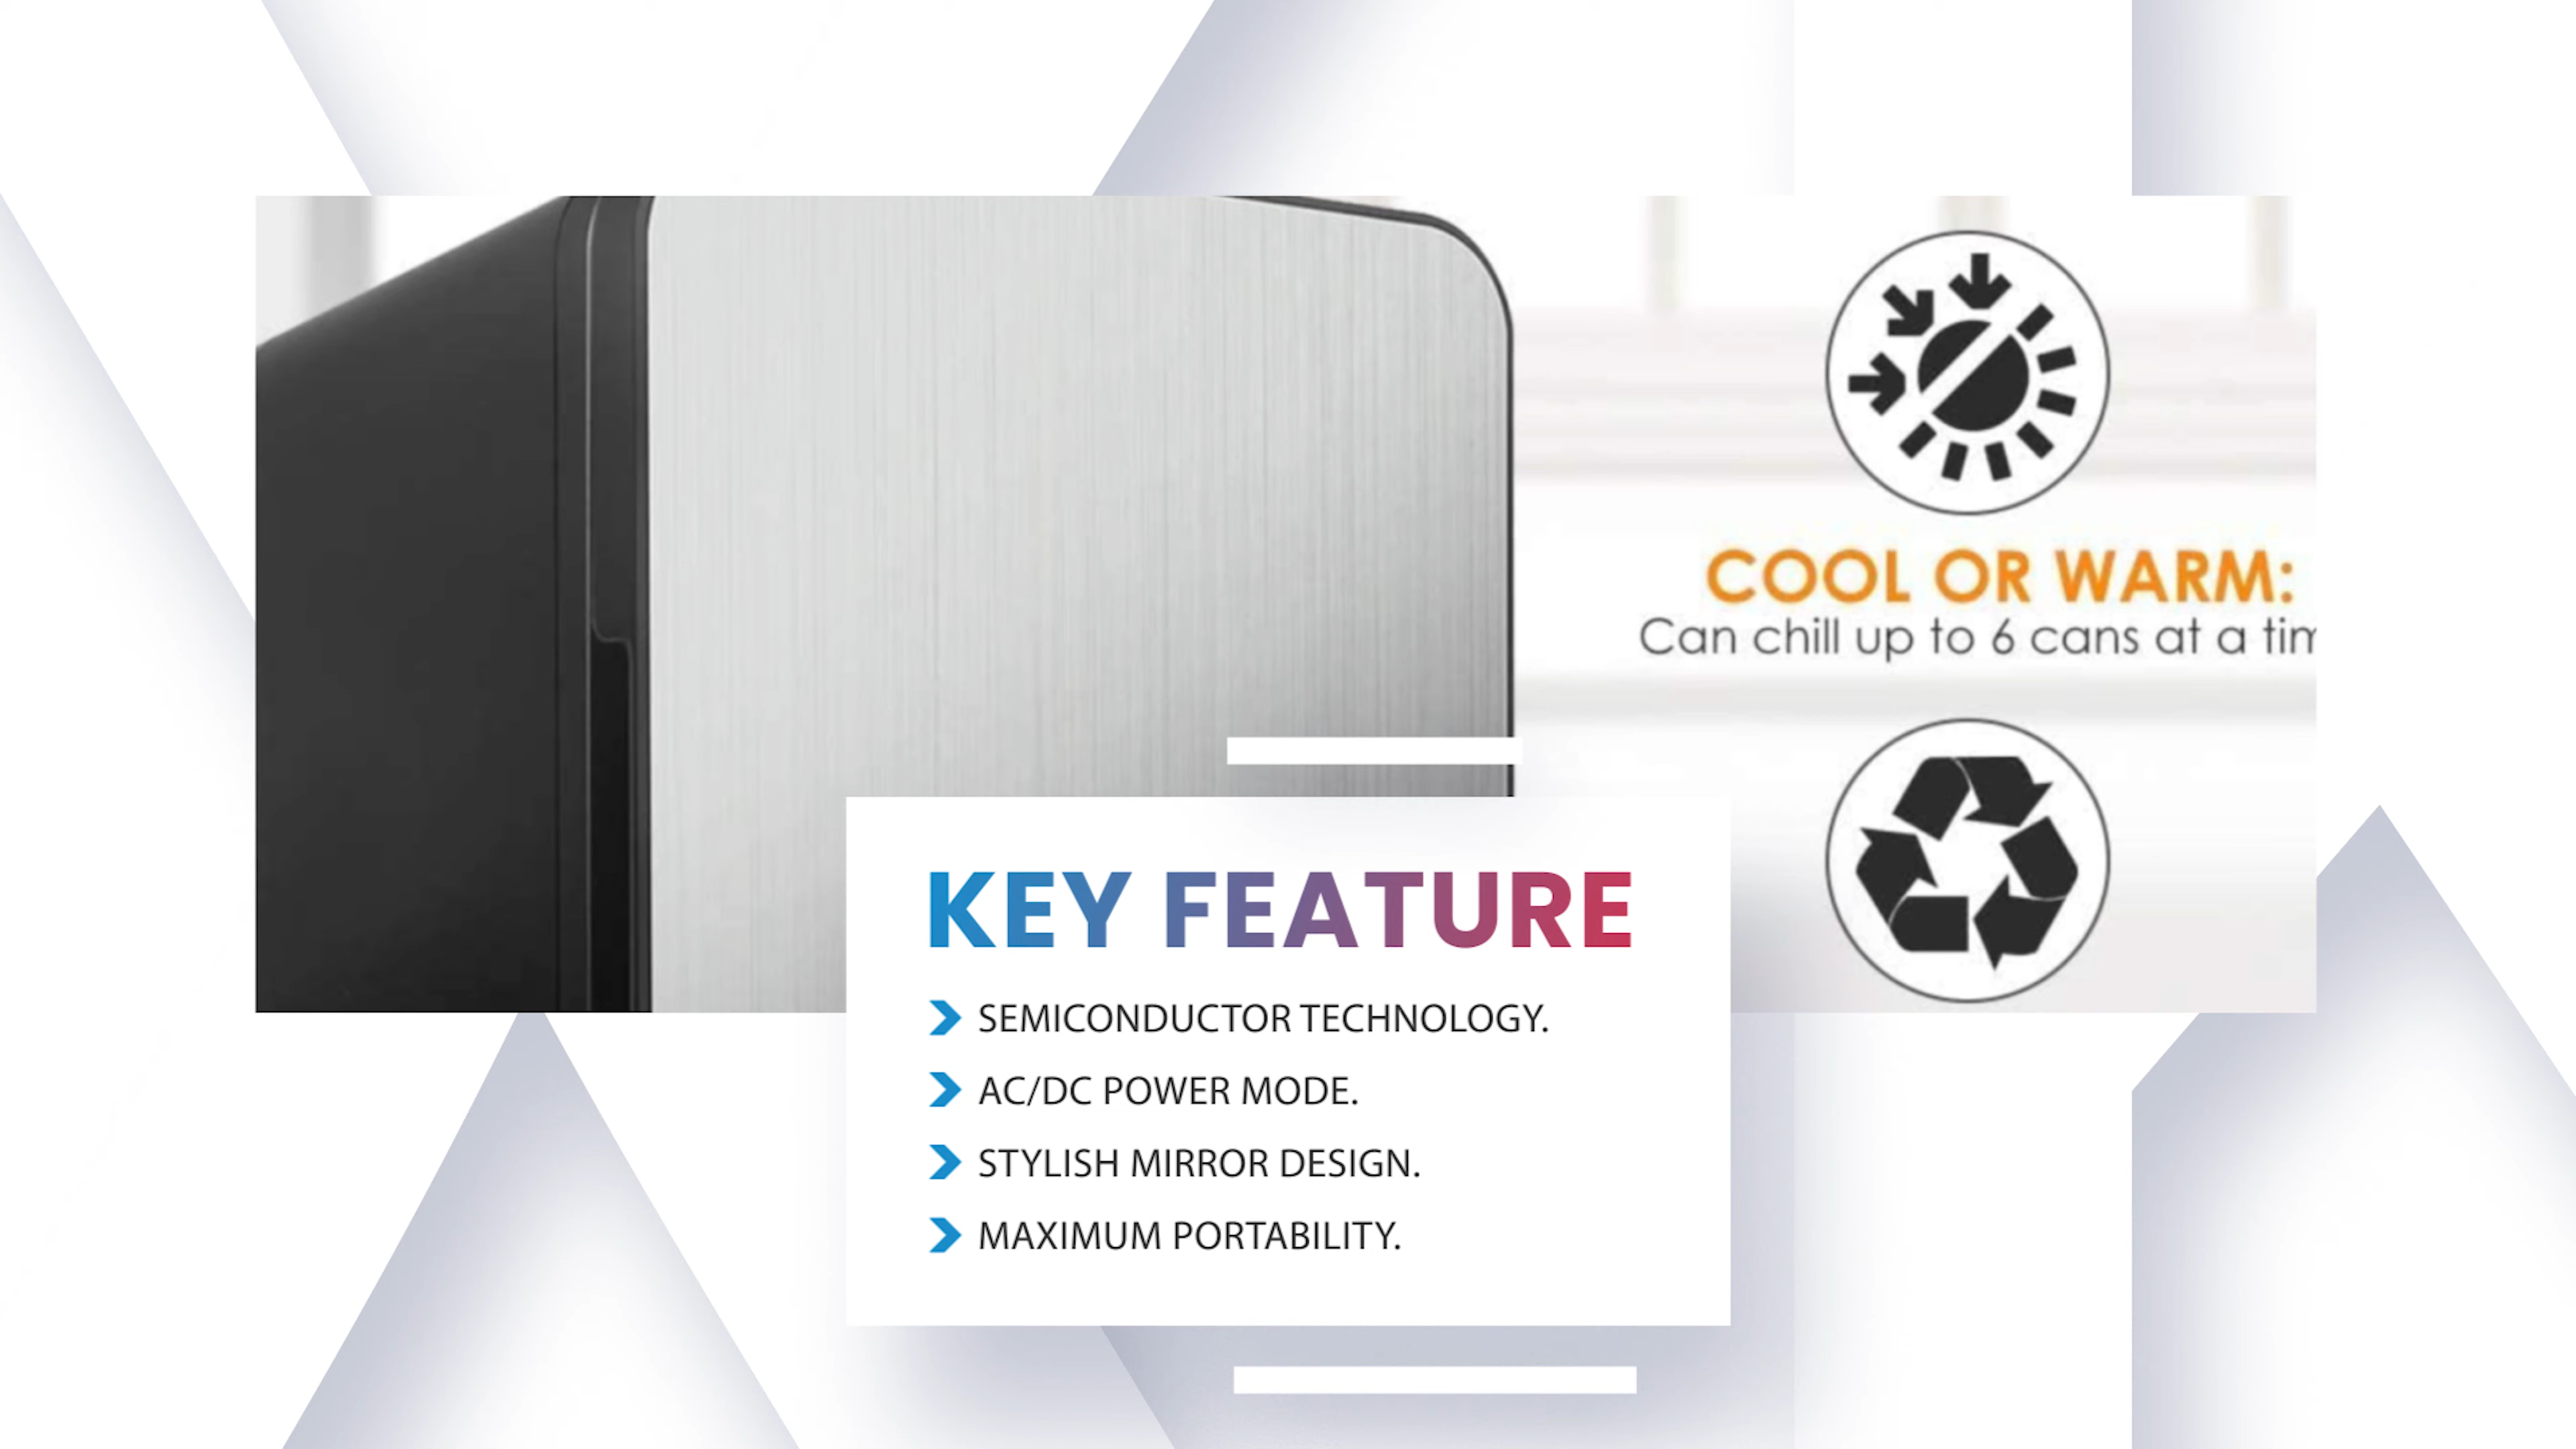 COOL OR WARM:
Can chill up to 6 cans at a tim
KEY FEATURE
SEMICONDUCTOR TECHNOLOGY.
AC/DC POWER MODE.
STYLISH MIRROR DESIGN.
MAXIMUM PORTABILITY.